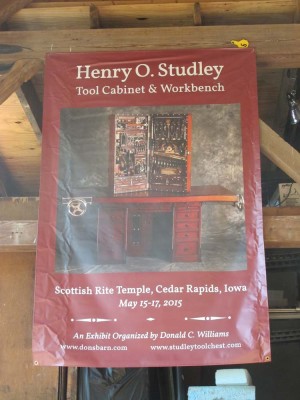 Henry O. Studley
Tool Cabinet & Workbench
Scottish Rite Temple, Cedar Rapids, Iowa
May 15-17, 2015
An Exhibit Organized by Donald C. Williams
www.donsbarn.com www.studleytoolchest.com